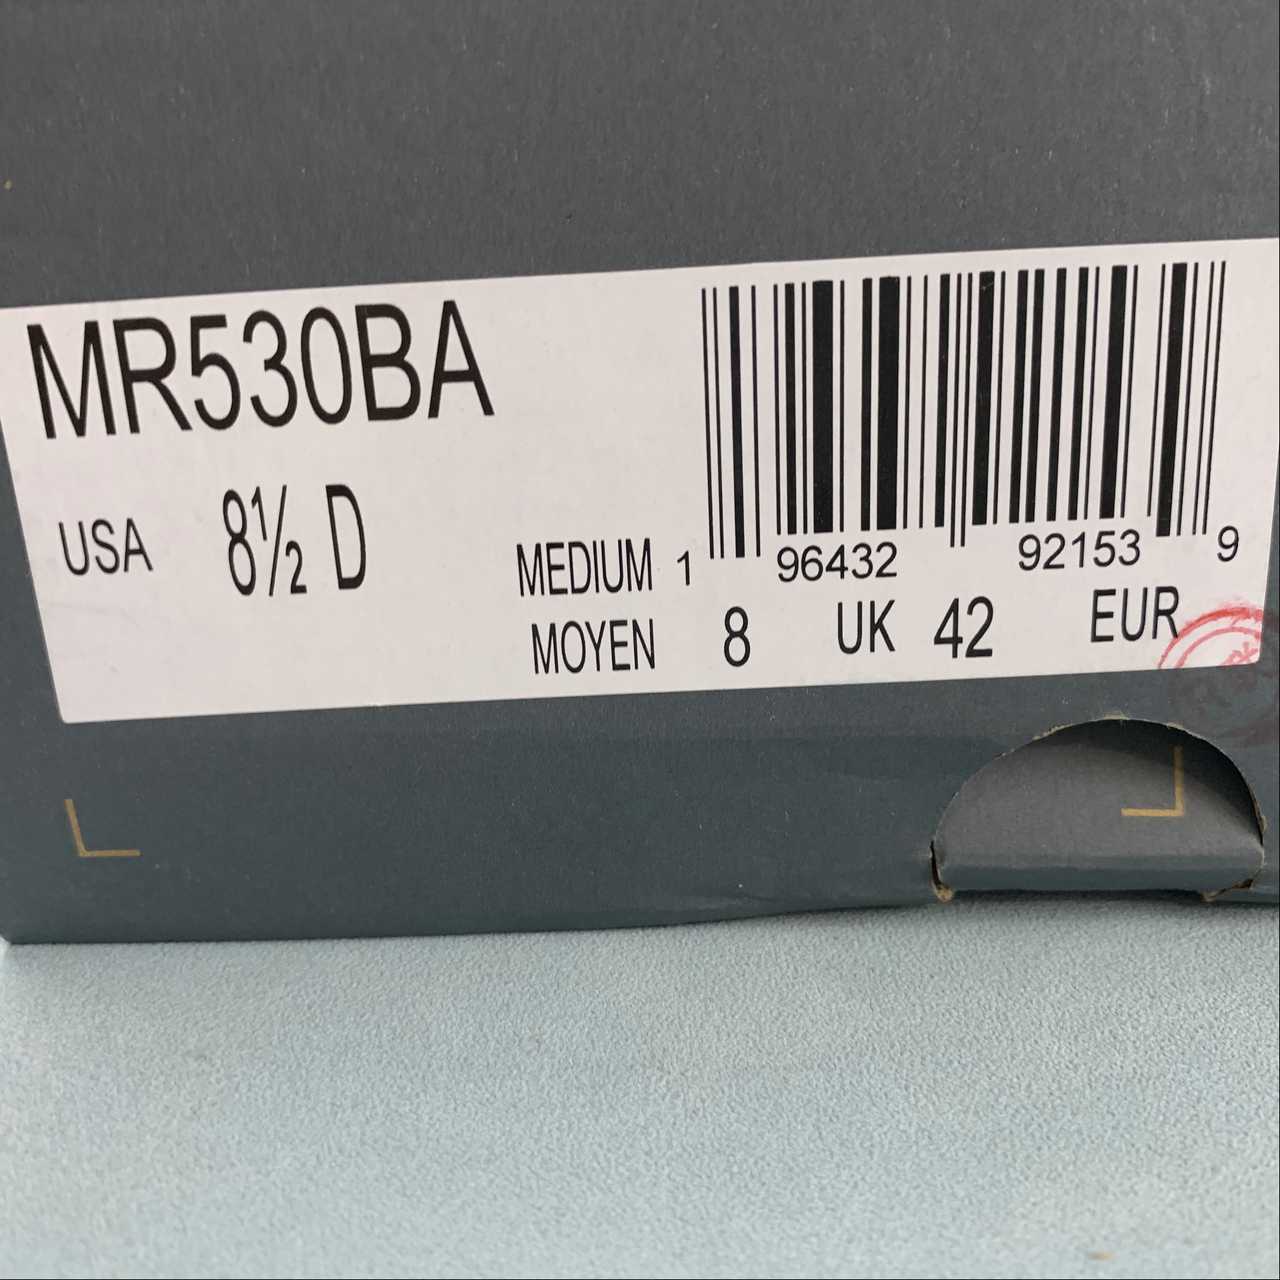 MR530BA
USA 8½ D
MEDIUM
MOYEN
1 96432 92153 9
8 UK 42 EUR